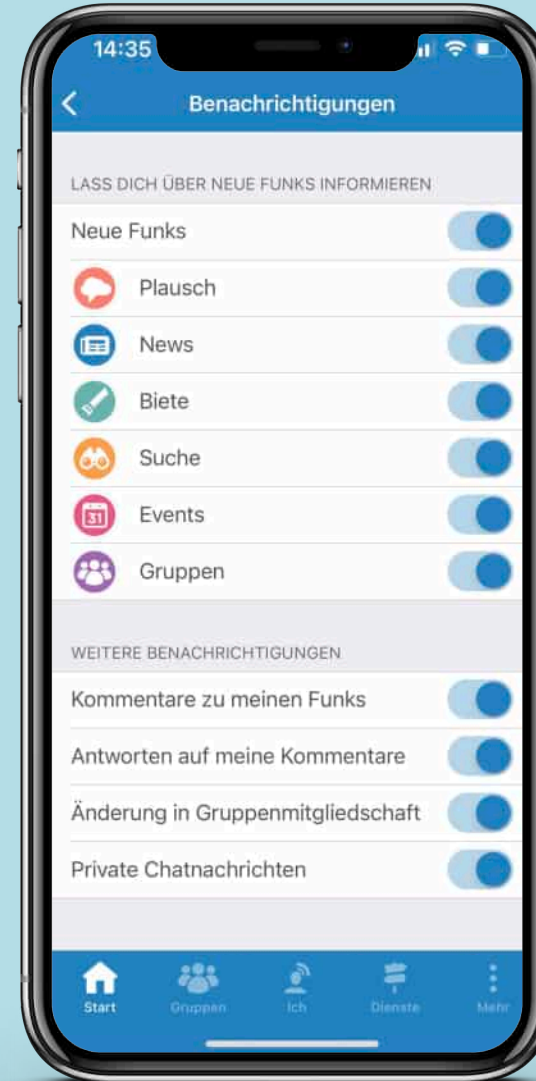 14:35
Benachrichtigungen
LASS DICH ÜBER NEUE FUNKS INFORMIEREN
Neue Funks
Plausch
News
Biete
Suche
31
Events
Gruppen
WEITERE BENACHRICHTIGUNGEN
Kommentare zu meinen Funks
Antworten auf meine Kommentare
Änderung in Gruppenmitgliedschaft
Private Chatnachrichten
Start Gruppen Ich Dienste Mehr